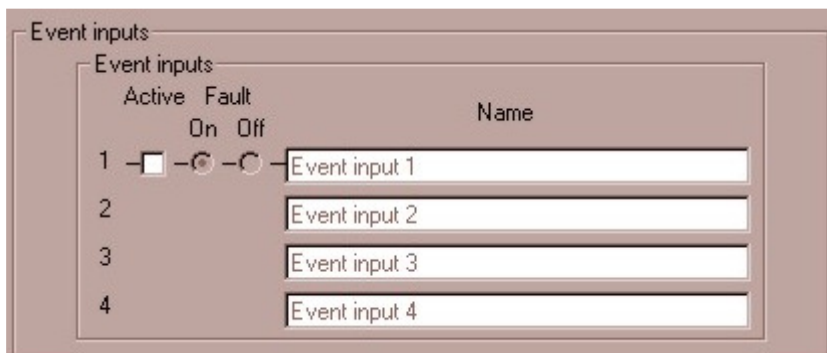 Event inputs
Event inputs
Active Fault
Name
On Off
1 Event input 1
2 Event input 2
3 Event input 3
4 Event input 4